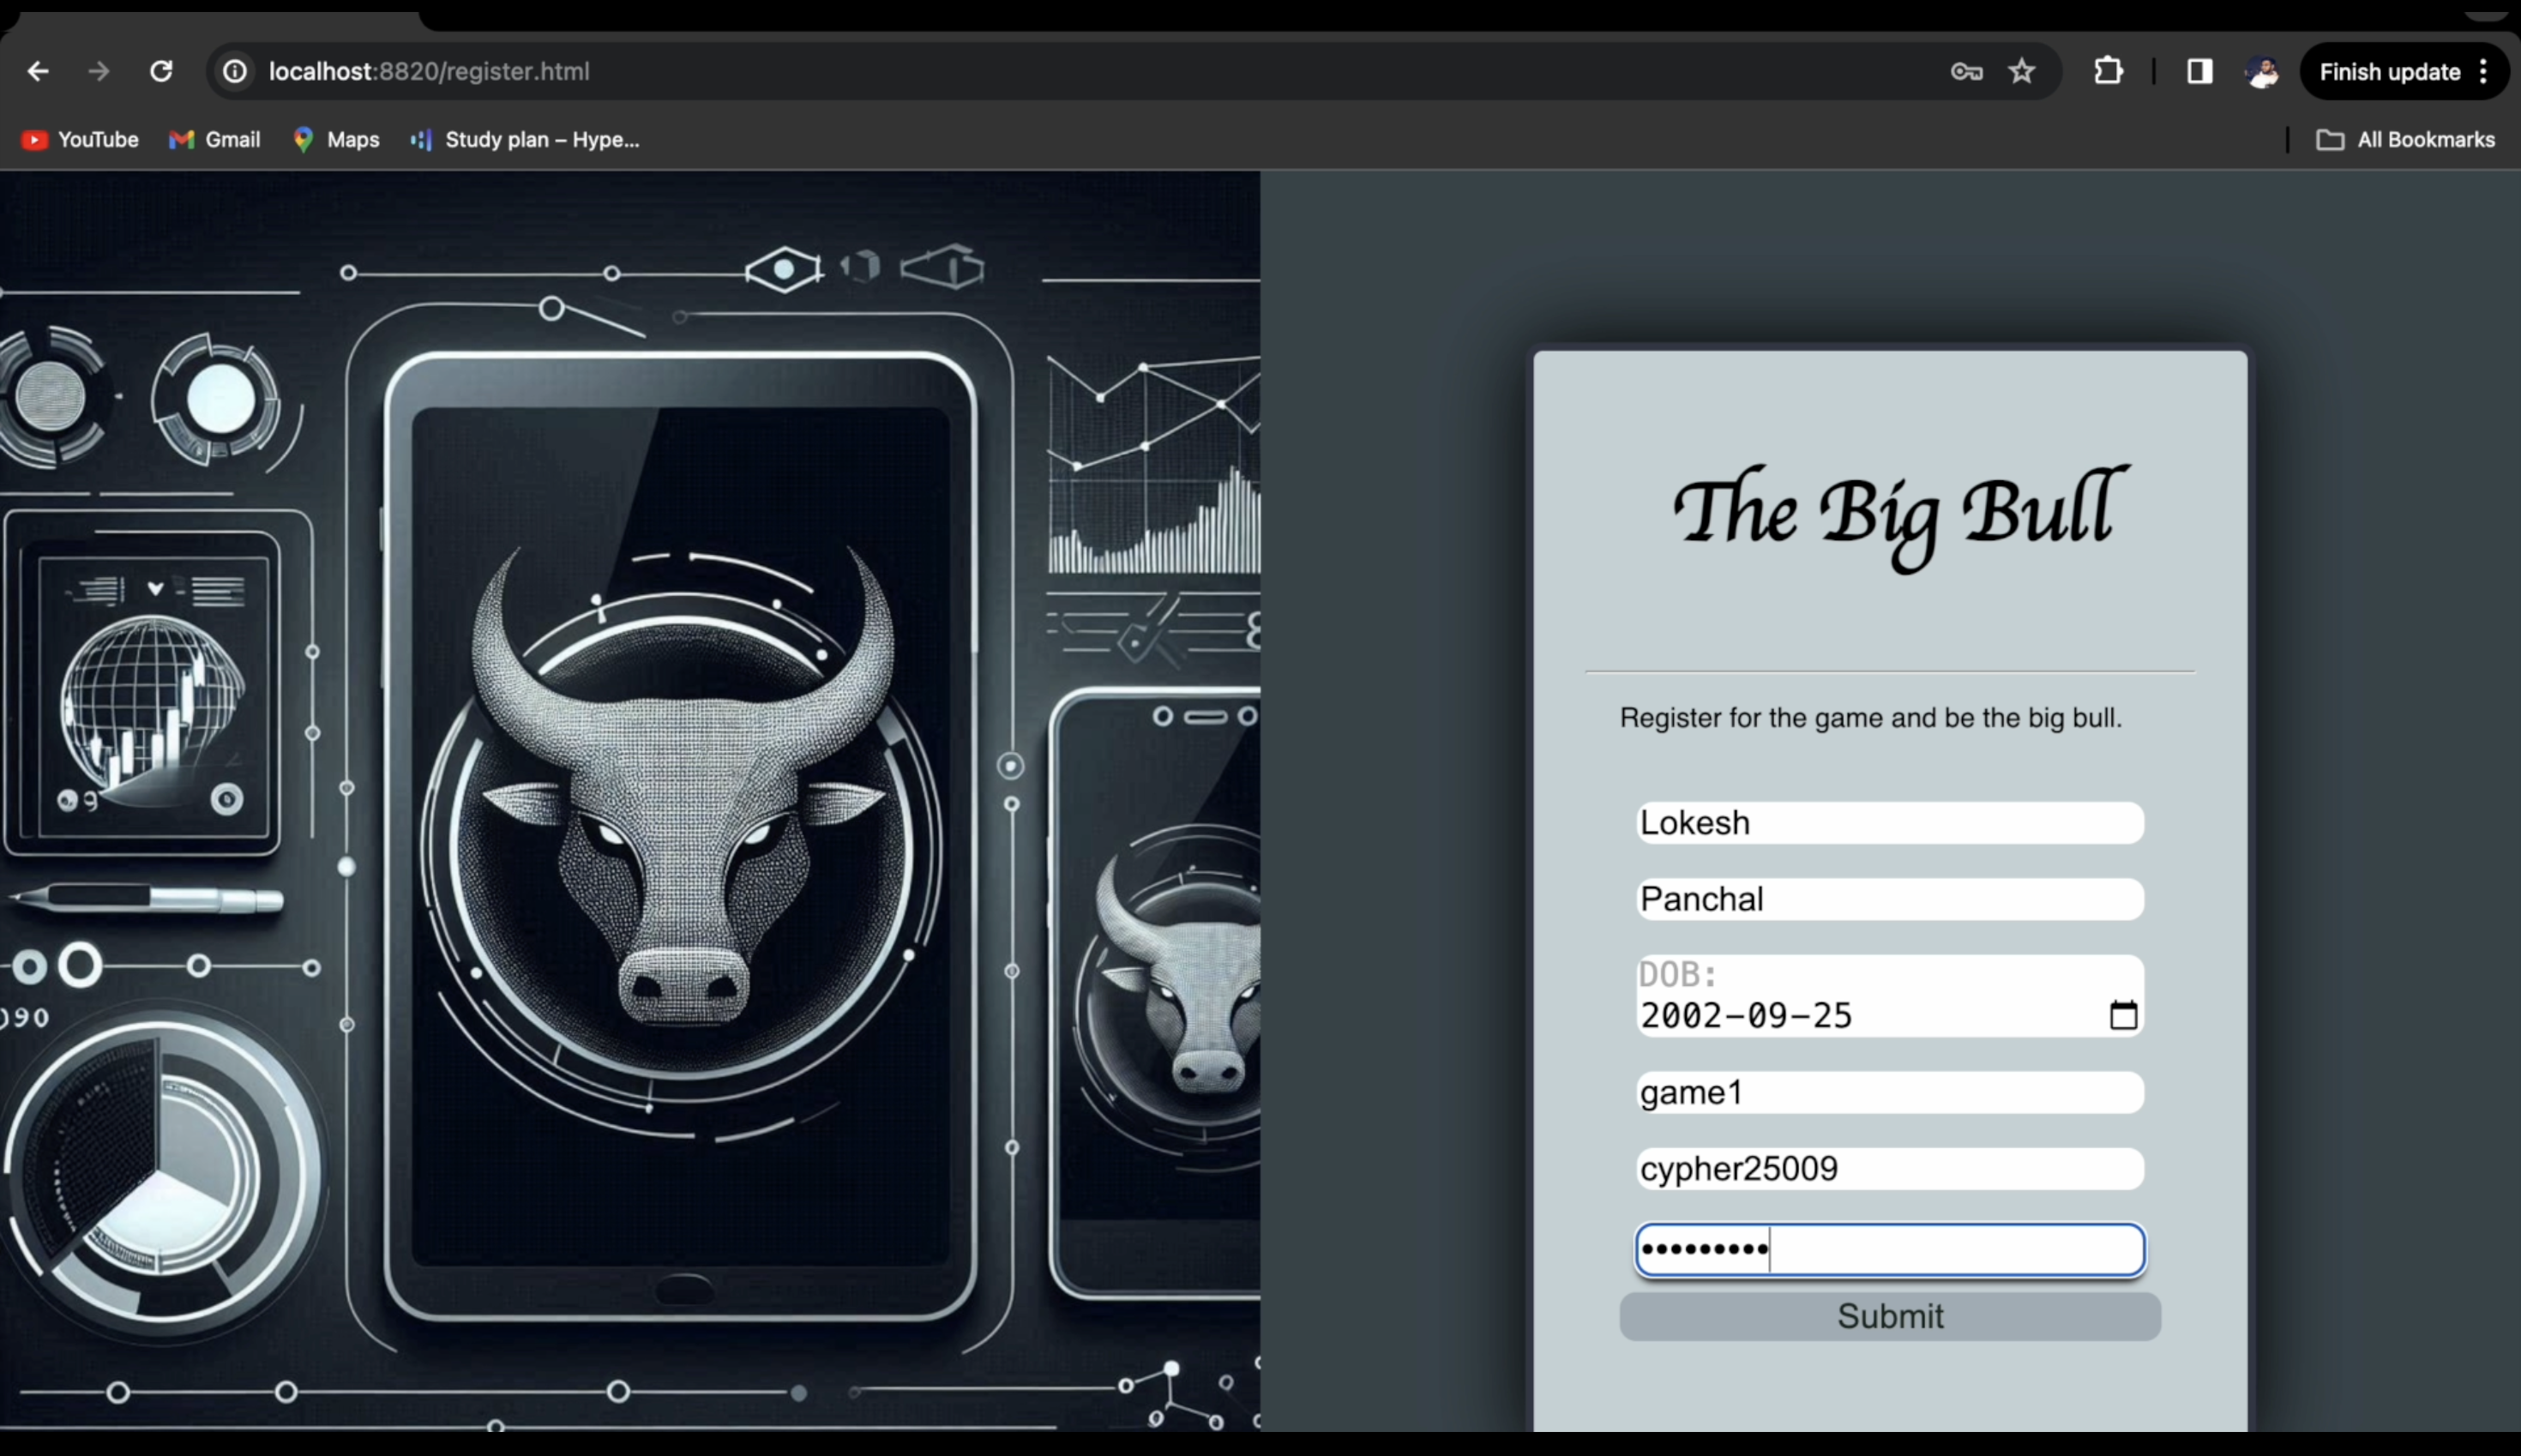 localhost:8820/register.html
Finish update
YouTube
Gmail
Maps
Study plan – Hype...
All Bookmarks
The Big Bull
Register for the game and be the big bull.
Lokesh
Panchal
DOB:
2002-09-25
game1
cypher25009
•••••••••
Submit